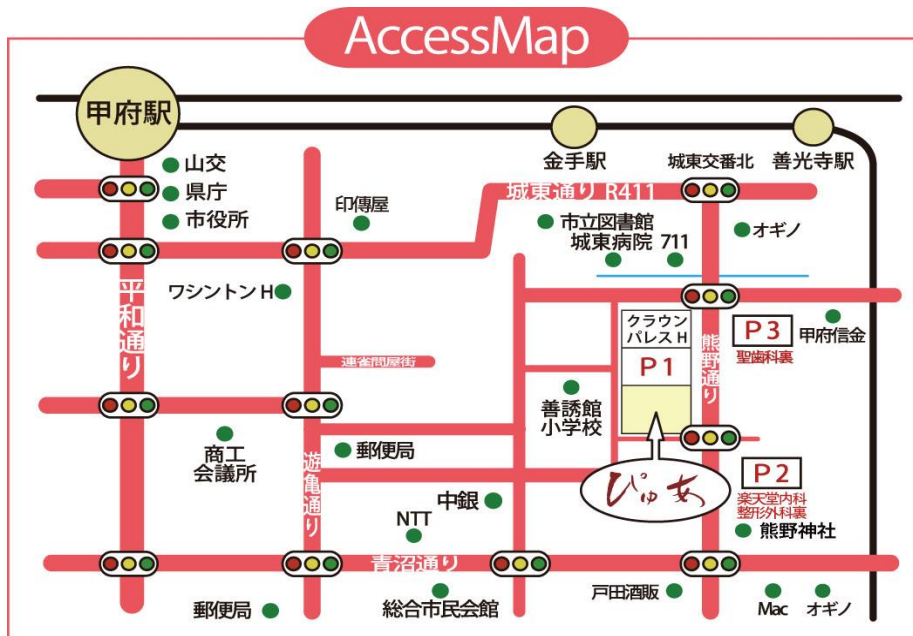 AccessMap
甲府駅
金手駅
城東交番北
善光寺駅
山交
県庁
市役所
印傳屋
城東通り R411
市立図書館
城東病院
711
オギノ
ワシントンH
平和通り
クラウン
パレスH
P1
熊野通り
P3
聖歯科裏
甲府信金
連雀問屋街
善誘館
小学校
商工
会議所
遊亀通り
郵便局
ぴゅあ
P2
楽天堂内科
整形外科裏
中銀
NTT
熊野神社
青沼通り
郵便局
総合市民会館
戸田酒販
Mac
オギノ